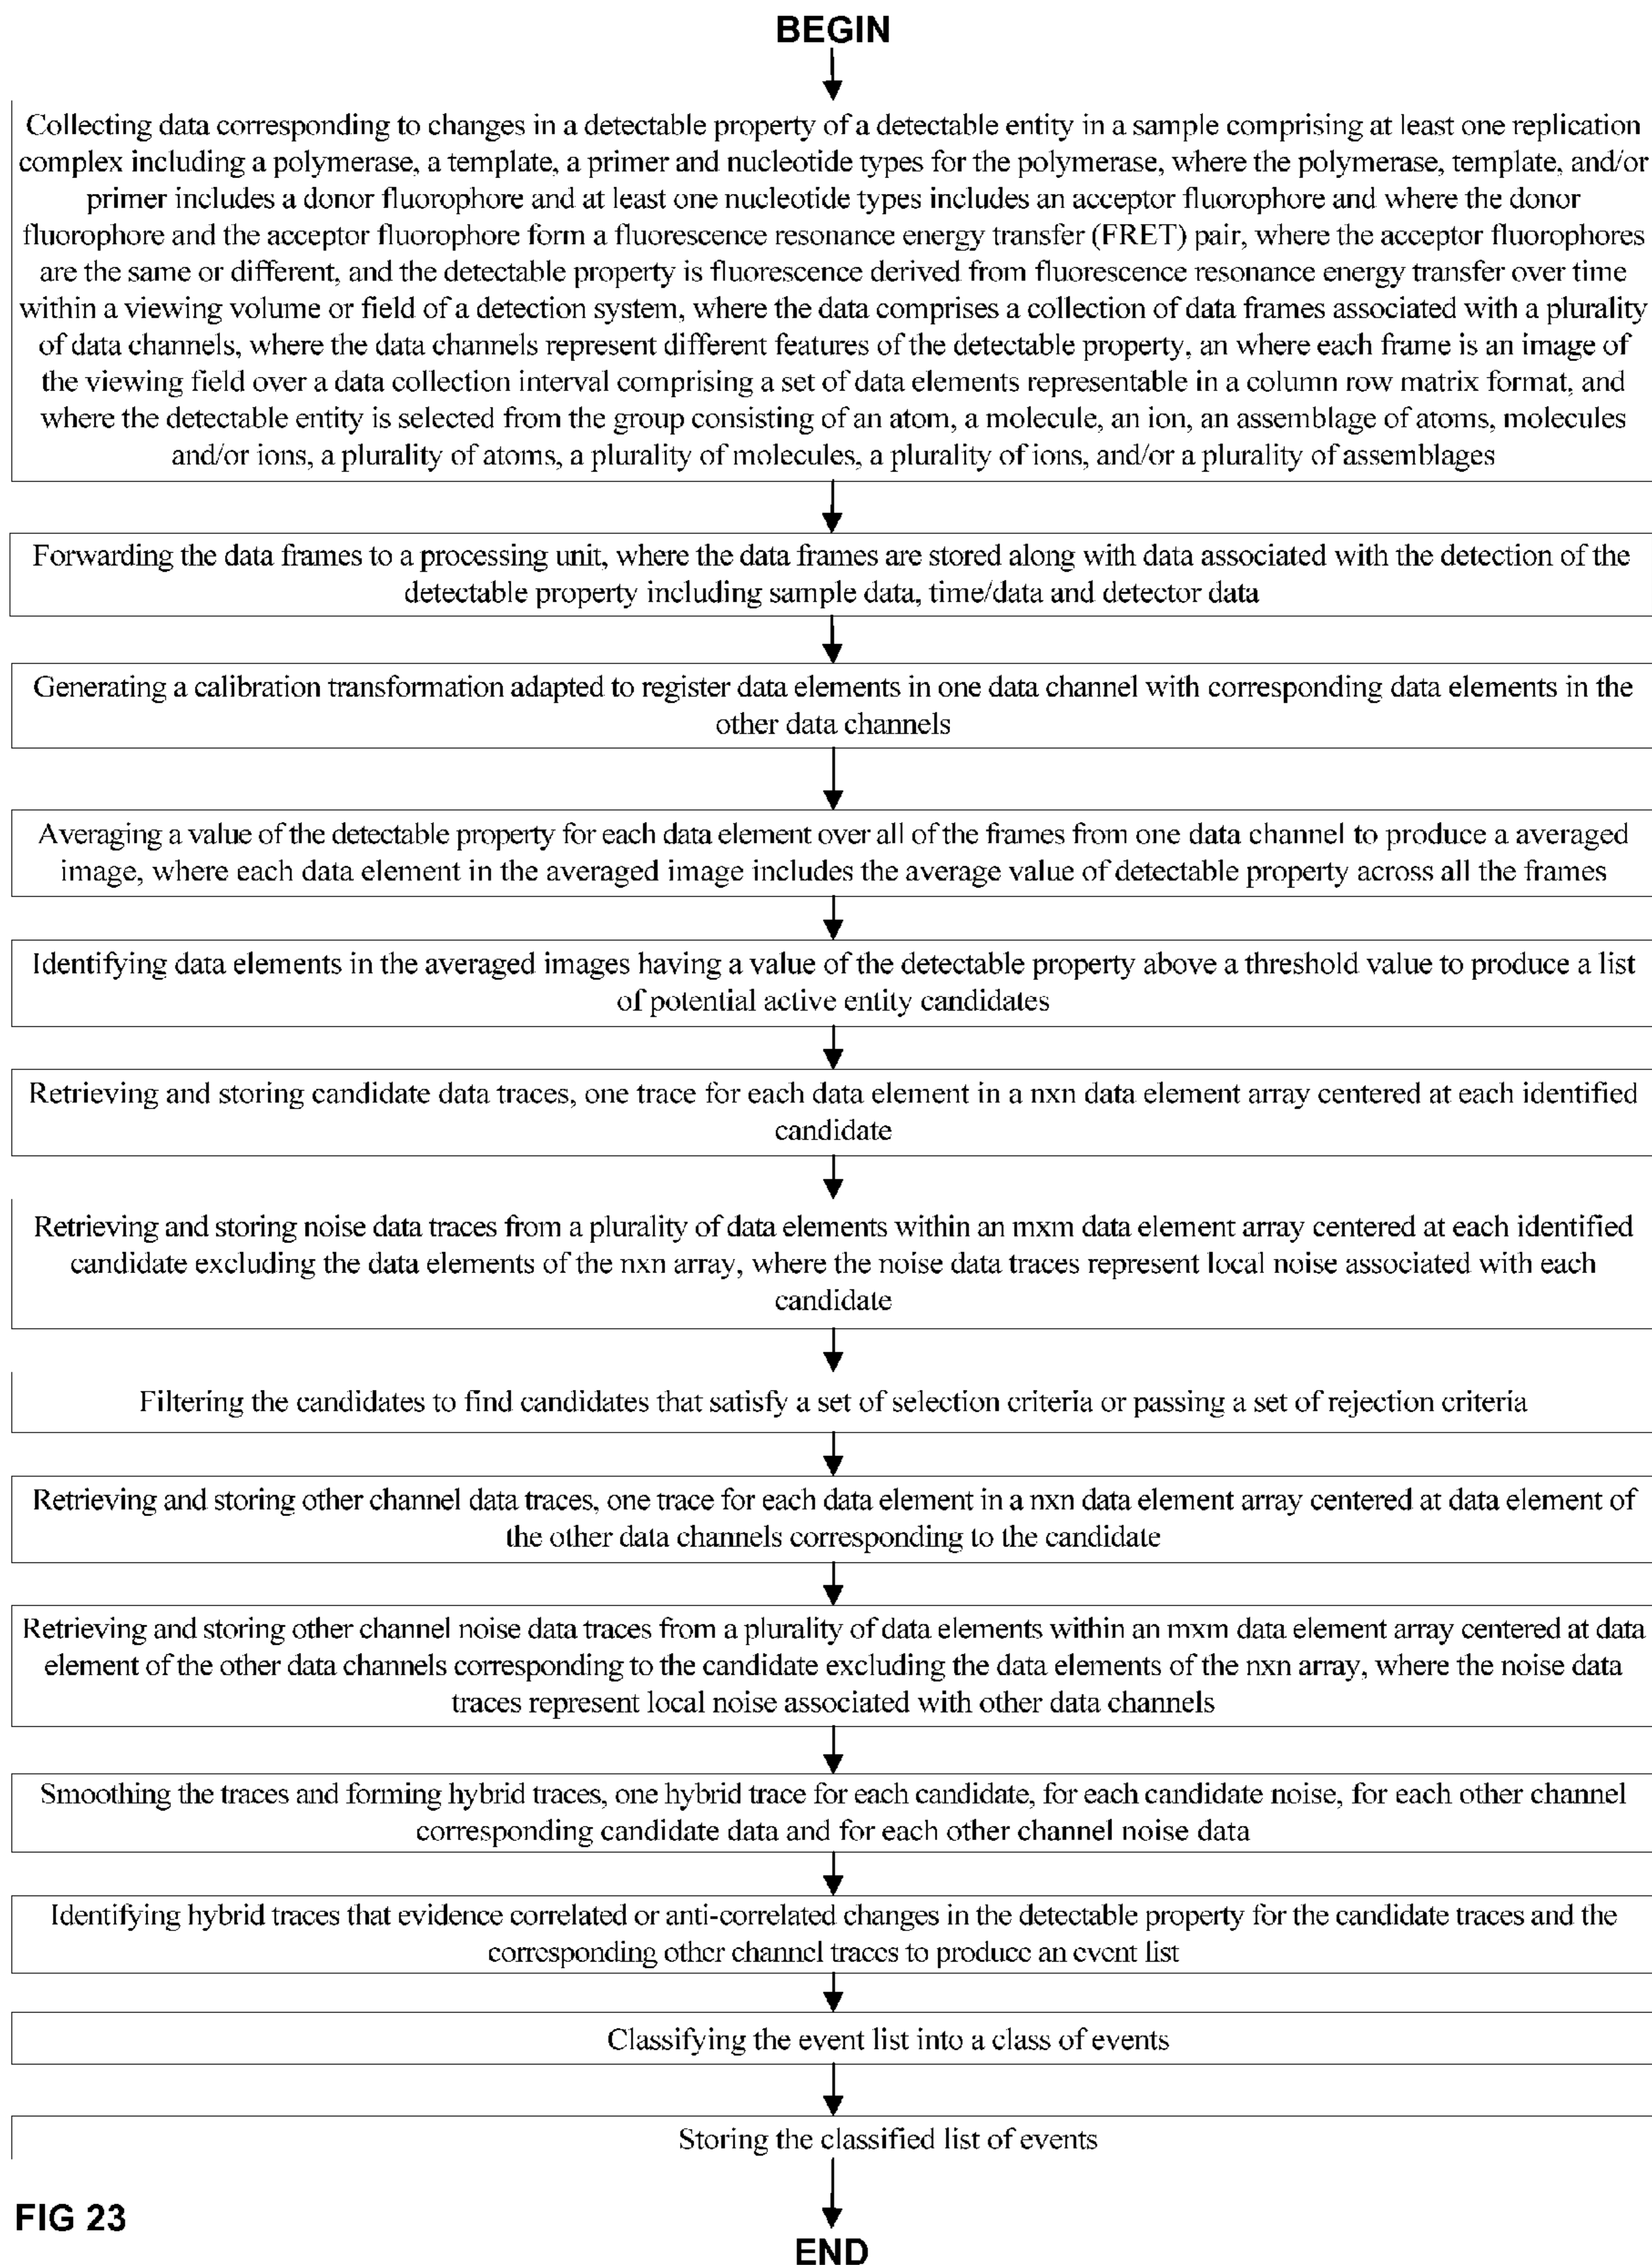 BEGIN
Collecting data corresponding to changes in a detectable property of a detectable entity in a sample comprising at least one replication
complex including a polymerase, a template, a primer and nucleotide types for the polymerase, where the polymerase, template, and/or
primer includes a donor fluorophore and at least one nucleotide types includes an acceptor fluorophore and where the donor
fluorophore and the acceptor fluorophore form a fluorescence resonance energy transfer (FRET) pair, where the acceptor fluorophores
are the same or different, and the detectable property is fluorescence derived from fluorescence resonance energy transfer over time
within a viewing volume or field of a detection system, where the data comprises a collection of data frames associated with a plurality
of data channels, where the data channels represent different features of the detectable property, an where each frame is an image of
the viewing field over a data collection interval comprising a set of data elements representable in a column row matrix format, and
where the detectable entity is selected from the group consisting of an atom, a molecule, an ion, an assemblage of atoms, molecules
and/or ions, a plurality of atoms, a plurality of molecules, a plurality of ions, and/or a plurality of assemblages
Forwarding the data frames to a processing unit, where the data frames are stored along with data associated with the detection of the
detectable property including sample data, time/data and detector data
Generating a calibration transformation adapted to register data elements in one data channel with corresponding data elements in the
other data channels
Averaging a value of the detectable property for each data element over all of the frames from one data channel to produce a averaged
image, where each data element in the averaged image includes the average value of detectable property across all the frames
Identifying data elements in the averaged images having a value of the detectable property above a threshold value to produce a list
of potential active entity candidates
Retrieving and storing candidate data traces, one trace for each data element in a nxn data element array centered at each identified
candidate
Retrieving and storing noise data traces from a plurality of data elements within an mxm data element array centered at each identified
candidate excluding the data elements of the nxn array, where the noise data traces represent local noise associated with each
candidate
Filtering the candidates to find candidates that satisfy a set of selection criteria or passing a set of rejection criteria
Retrieving and storing other channel data traces, one trace for each data element in a nxn data element array centered at data element of
the other data channels corresponding to the candidate
Retrieving and storing other channel noise data traces from a plurality of data elements within an mxm data element array centered at data
element of the other data channels corresponding to the candidate excluding the data elements of the nxn array, where the noise data
traces represent local noise associated with other data channels
Smoothing the traces and forming hybrid traces, one hybrid trace for each candidate, for each candidate noise, for each other channel
corresponding candidate data and for each other channel noise data
Identifying hybrid traces that evidence correlated or anti-correlated changes in the detectable property for the candidate traces and the
corresponding other channel traces to produce an event list
Classifying the event list into a class of events
Storing the classified list of events
FIG 23
END